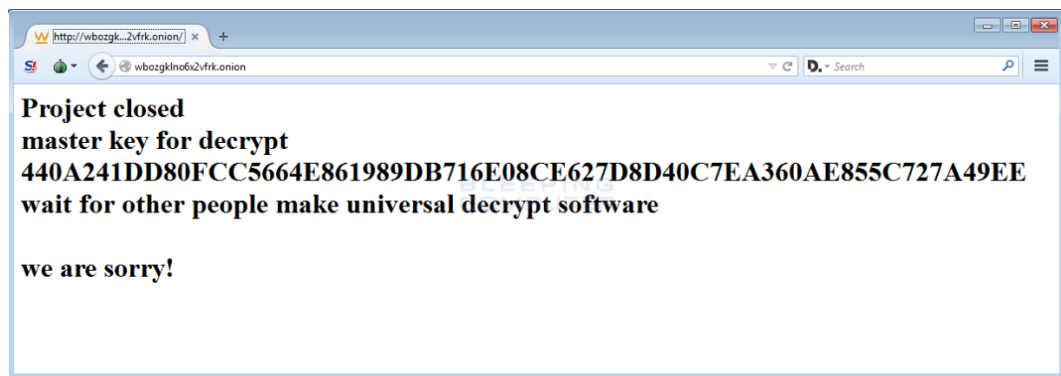 http://wbozgk...2vfrk.onion/
wbozgklno6x2vfrk.onion
Search
Project closed
master key for decrypt
440A241DD80FCC5664E861989DB716E08CE627D8D40C7EA360AE855C727A49EE
wait for other people make universal decrypt software
we are sorry!
BLEEPING